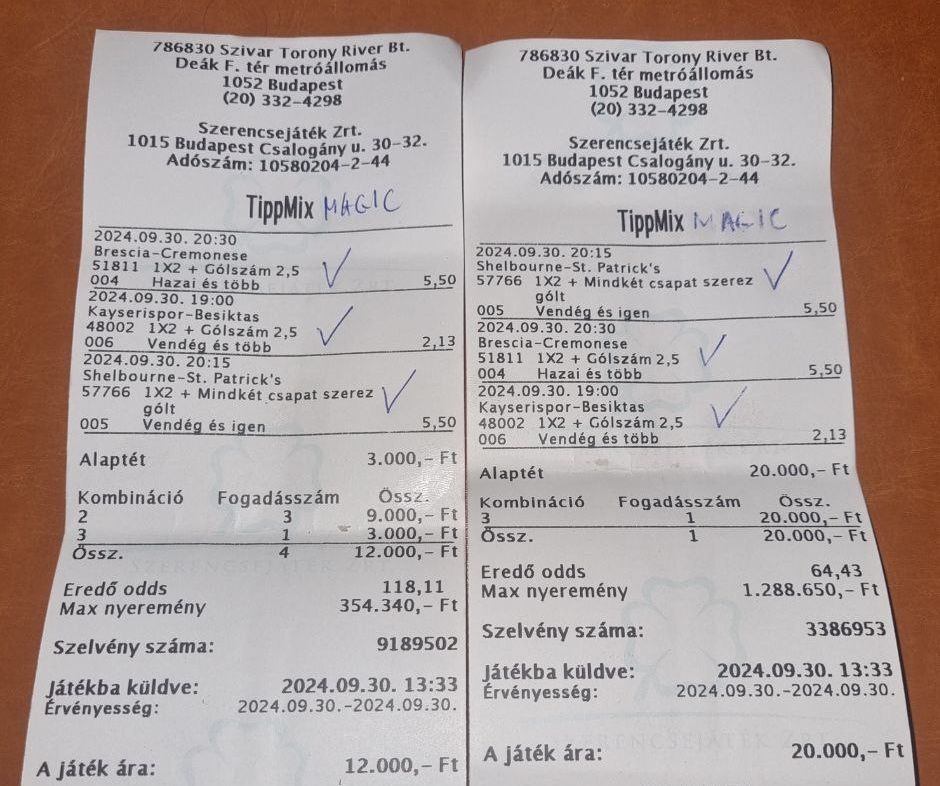 786830 Szivar Torony River Bt.
Deák F. tér metróállomás
1052 Budapest
(20) 332-4298
Szerencsejáték Zrt.
1015 Budapest Csalogány u. 30-32.
Adószám: 10580204-2-44
TippMix MAGIC
2024.09.30. 20:30
Brescia-Cremonese
51811 1X2 + Gólszám 2,5
004 Hazai és több 5,50
2024.09.30. 19:00
Kayserispor-Besiktas
48002 1X2 + Gólszám 2,5
006 Vendég és több 2,13
2024.09.30. 20:15
Shelbourne-St. Patrick's
57766 1X2 + Mindkét csapat szerez
gólt
005 Vendég és igen 5,50
Alaptét 3.000,- Ft
Kombináció Fogadásszám Össz.
2 3 9.000,- Ft
3 1 3.000,- Ft
Össz. 4 12.000,- Ft
Eredő odds 118,11
Max nyeremény 354.340,- Ft
Szelvény száma: 9189502
Játékba küldve: 2024.09.30. 13:33
Érvényesség: 2024.09.30.-2024.09.30.
A játék ára: 12.000,- Ft
786830 Szivar Torony River Bt.
Deák F. tér metróállomás
1052 Budapest
(20) 332-4298
Szerencsejáték Zrt.
1015 Budapest Csalogány u. 30-32.
Adószám: 10580204-2-44
TippMix MAGIC
2024.09.30. 20:15
Shelbourne-St. Patrick's
57766 1X2 + Mindkét csapat szerez
gólt
005 Vendég és igen 5,50
2024.09.30. 20:30
Brescia-Cremonese
51811 1X2 + Gólszám 2,5
004 Hazai és több 5,50
2024.09.30. 19:00
Kayserispor-Besiktas
48002 1X2 + Gólszám 2,5
006 Vendég és több 2,13
Alaptét 20.000,- Ft
Kombináció Fogadásszám Össz.
3 1 20.000,- Ft
Össz. 1 20.000,- Ft
Eredő odds 64,43
Max nyeremény 1.288.650,- Ft
Szelvény száma: 3386953
Játékba küldve: 2024.09.30. 13:33
Érvényesség: 2024.09.30.-2024.09.30.
A játék ára: 20.000,- Ft